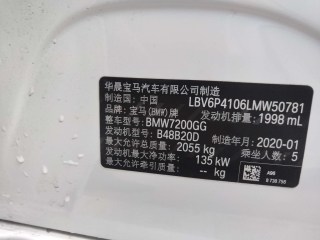 华晨宝马汽车有限公司制造
制造国：中国 LBV6P4106LMW50781
宝马(BMW)牌 发动机排量：1998 mL
整车型号：BMW7200GG
发动机型号：B48B20D 制造年月：2020-01
最大允许总质量：2055 kg 乘坐人数：5
发动机最大净功率：135 kW
最大允许牵引质量：-- kg
A96